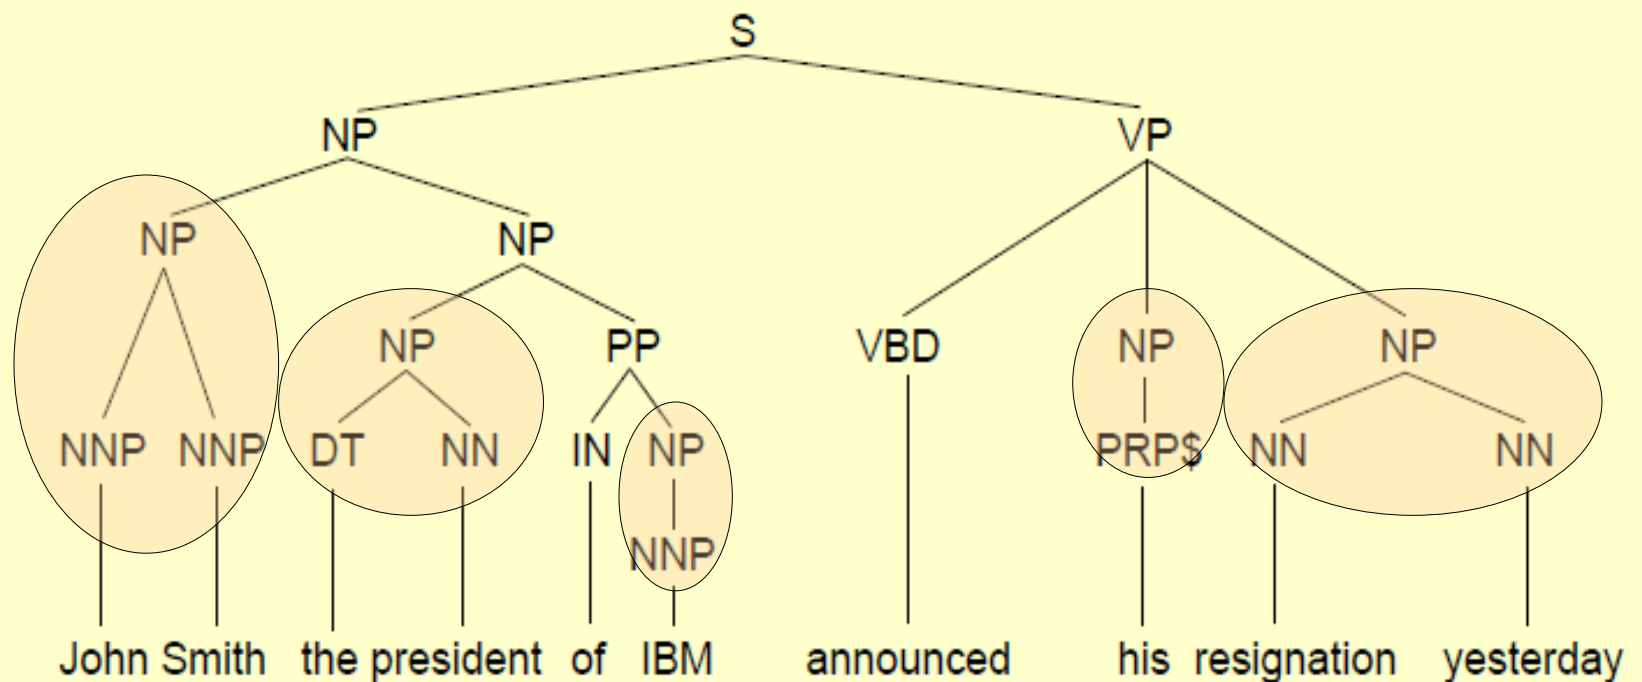 S
NP VP
NP NP
NP PP VBD NP NP
NNP NNP DT NN IN NP PRP$ NN NN
NNP
John Smith the president of IBM announced his resignation yesterday